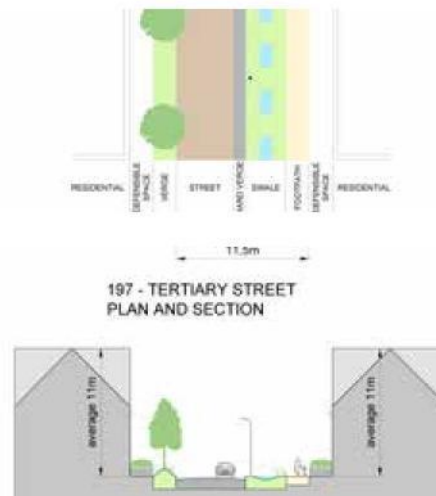 RESIDENTIAL
DEFENSIBLE
SPACE
VERGE
STREET
HARD VERGE
SWALE
FOOTPATH
DEFENSIBLE
SPACE
RESIDENTIAL
11.5m
197 - TERTIARY STREET
PLAN AND SECTION
average 11m
average 11m